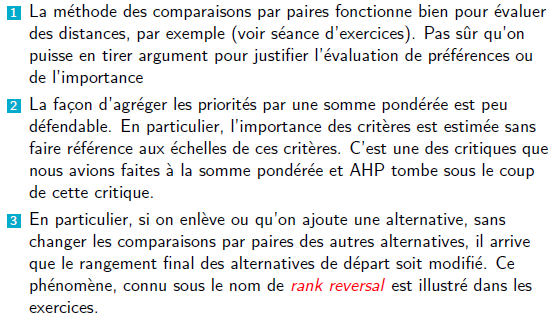 1 La méthode des comparaisons par paires fonctionne bien pour évaluer
des distances, par exemple (voir séance d'exercices). Pas sûr qu'on
puisse en tirer argument pour justifier l'évaluation de préférences ou
de l'importance
2 La façon d'agréger les priorités par une somme pondérée est peu
défendable. En particulier, l'importance des critères est estimée sans
faire référence aux échelles de ces critères. C'est une des critiques que
nous avions faites à la somme pondérée et AHP tombe sous le coup
de cette critique.
3 En particulier, si on enlève ou qu'on ajoute une alternative, sans
changer les comparaisons par paires des autres alternatives, il arrive
que le rangement final des alternatives de départ soit modifié. Ce
phénomène, connu sous le nom de rank reversal est illustré dans les
exercices.